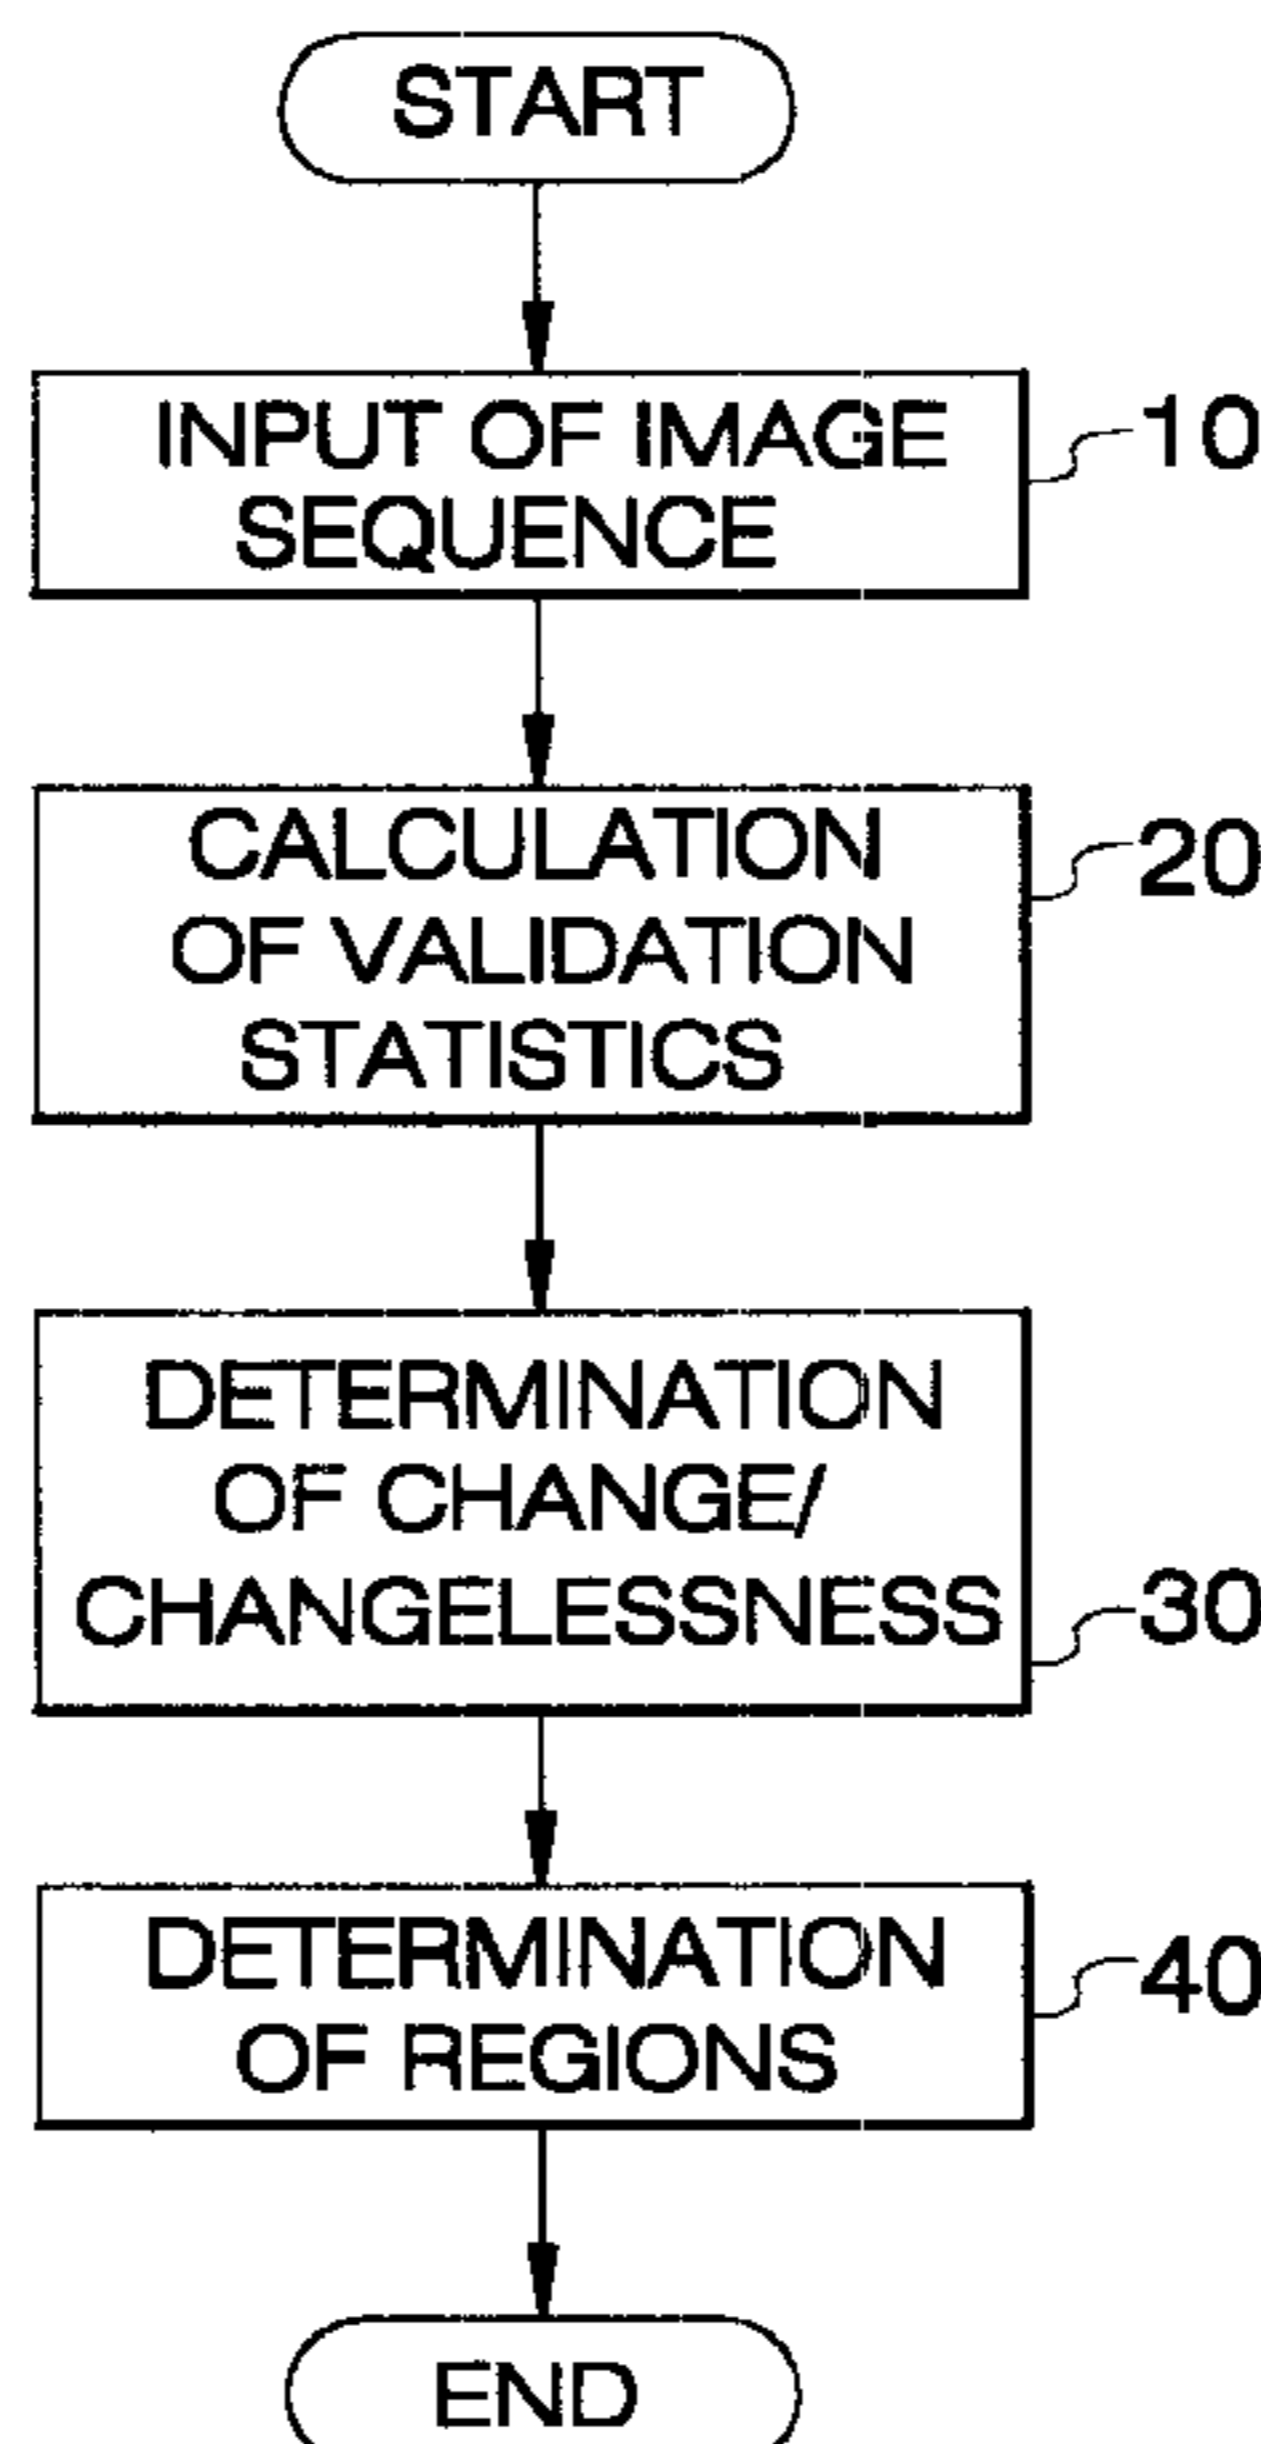 START
INPUT OF IMAGE
SEQUENCE
10
CALCULATION
OF VALIDATION
STATISTICS
20
DETERMINATION
OF CHANGE/
CHANGELESSNESS
30
DETERMINATION
OF REGIONS
40
END